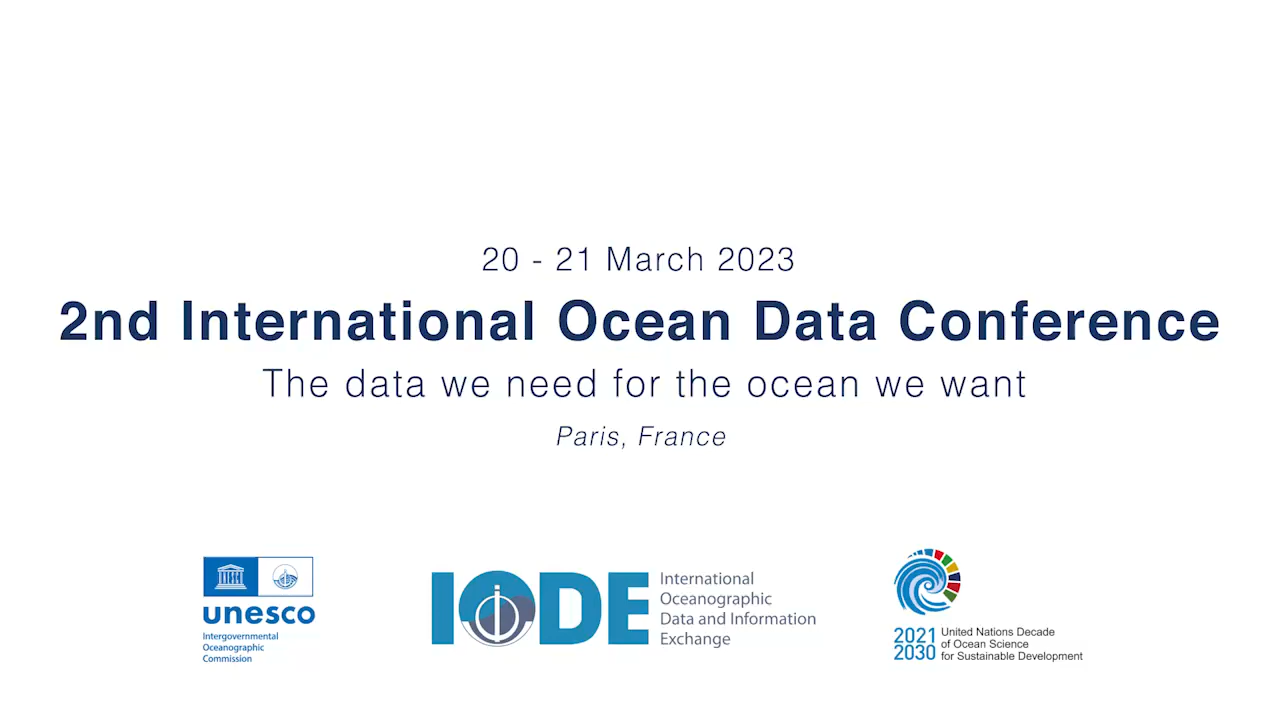 20 - 21 March 2023
2nd International Ocean Data Conference
The data we need for the ocean we want
Paris, France
unesco
Intergovernmental
Oceanographic
Commission
IODE
International
Oceanographic
Data and Information
Exchange
2021
2030
United Nations Decade
of Ocean Science
for Sustainable Development